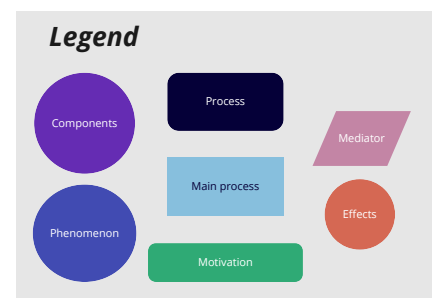 Legend
Components
Process
Mediator
Main process
Phenomenon
Effects
Motivation